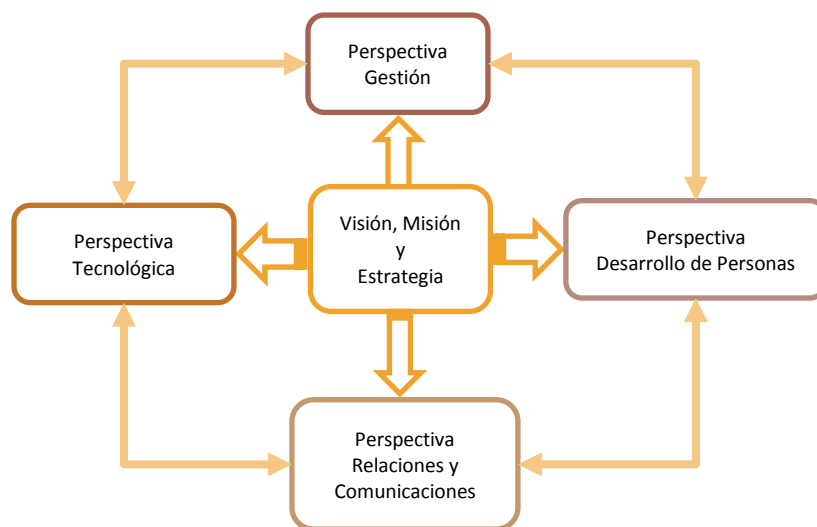 Perspectiva
Gestión
Perspectiva
Tecnológica
Visión, Misión
y
Estrategia
Perspectiva
Desarrollo de Personas
Perspectiva
Relaciones y
Comunicaciones